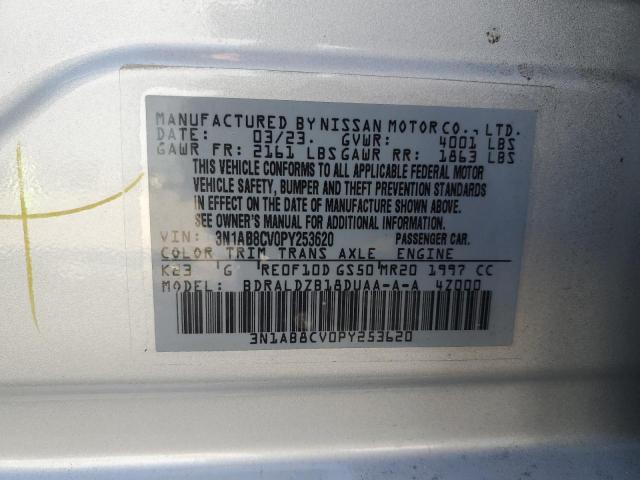 MANUFACTURED BY NISSAN MOTOR CO., LTD.
DATE: 03/23. GVWR: 4001 LBS
GAWR FR: 2161 LBS GAWR RR: 1863 LBS
THIS VEHICLE CONFORMS TO ALL APPLICABLE FEDERAL MOTOR
VEHICLE SAFETY, BUMPER AND THEFT PREVENTION STANDARDS
IN EFFECT ON THE DATE OF MANUFACTURE SHOWN ABOVE.
SEE OWNER'S MANUAL FOR ADDITIONAL INFORMATION.
VIN: 3N1AB8CV0PY253620 PASSENGER CAR.
COLOR TRIM TRANS AXLE ENGINE
K23 G RE0F10D GS50 MR20 1997 CC
MODEL: BDRALDZB18DUAA-A-A 4Z000
3N1AB8CV0PY253620